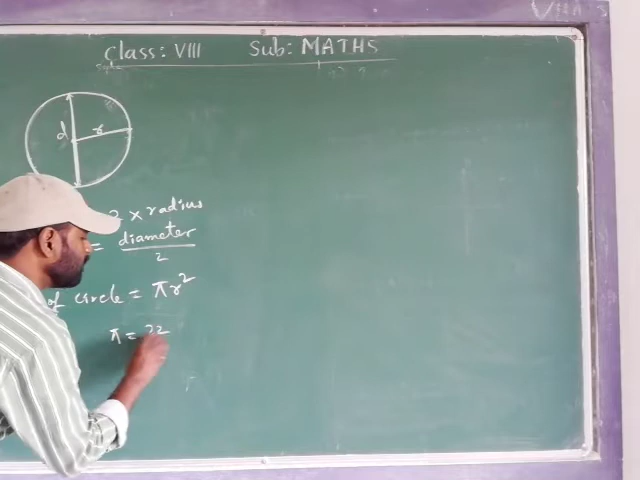 Class: VIII Sub: MATHS
d r
2 × radius
= diameter
2
of circle = πr²
π = 22